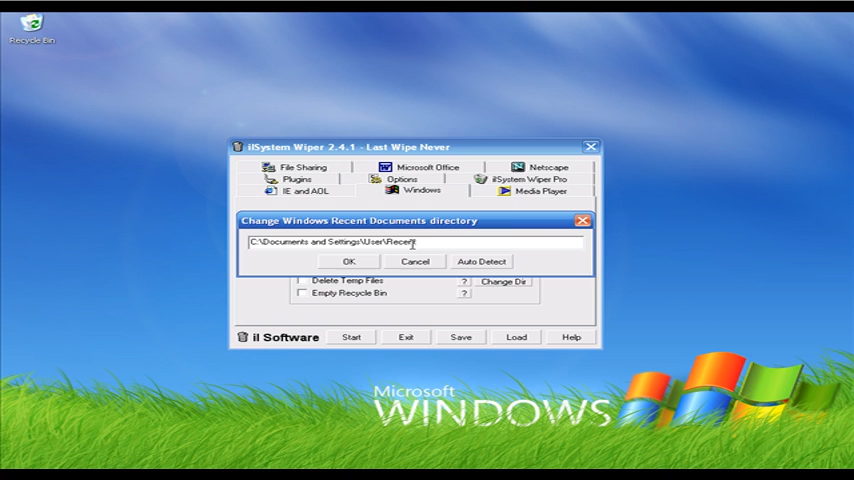 Recycle Bin
ilSystem Wiper 2.4.1 - Last Wipe Never
File Sharing
Microsoft Office
Netscape
Plugins
Options
ilSystem Wiper Pro
IE and AOL
Windows
Media Player
Change Windows Recent Documents directory
C:\Documents and Settings\User\Recent
OK
Cancel
Auto Detect
Delete Temp Files
?
Change Dir
Empty Recycle Bin
?
il Software
Start
Exit
Save
Load
Help
Microsoft
WINDOWS